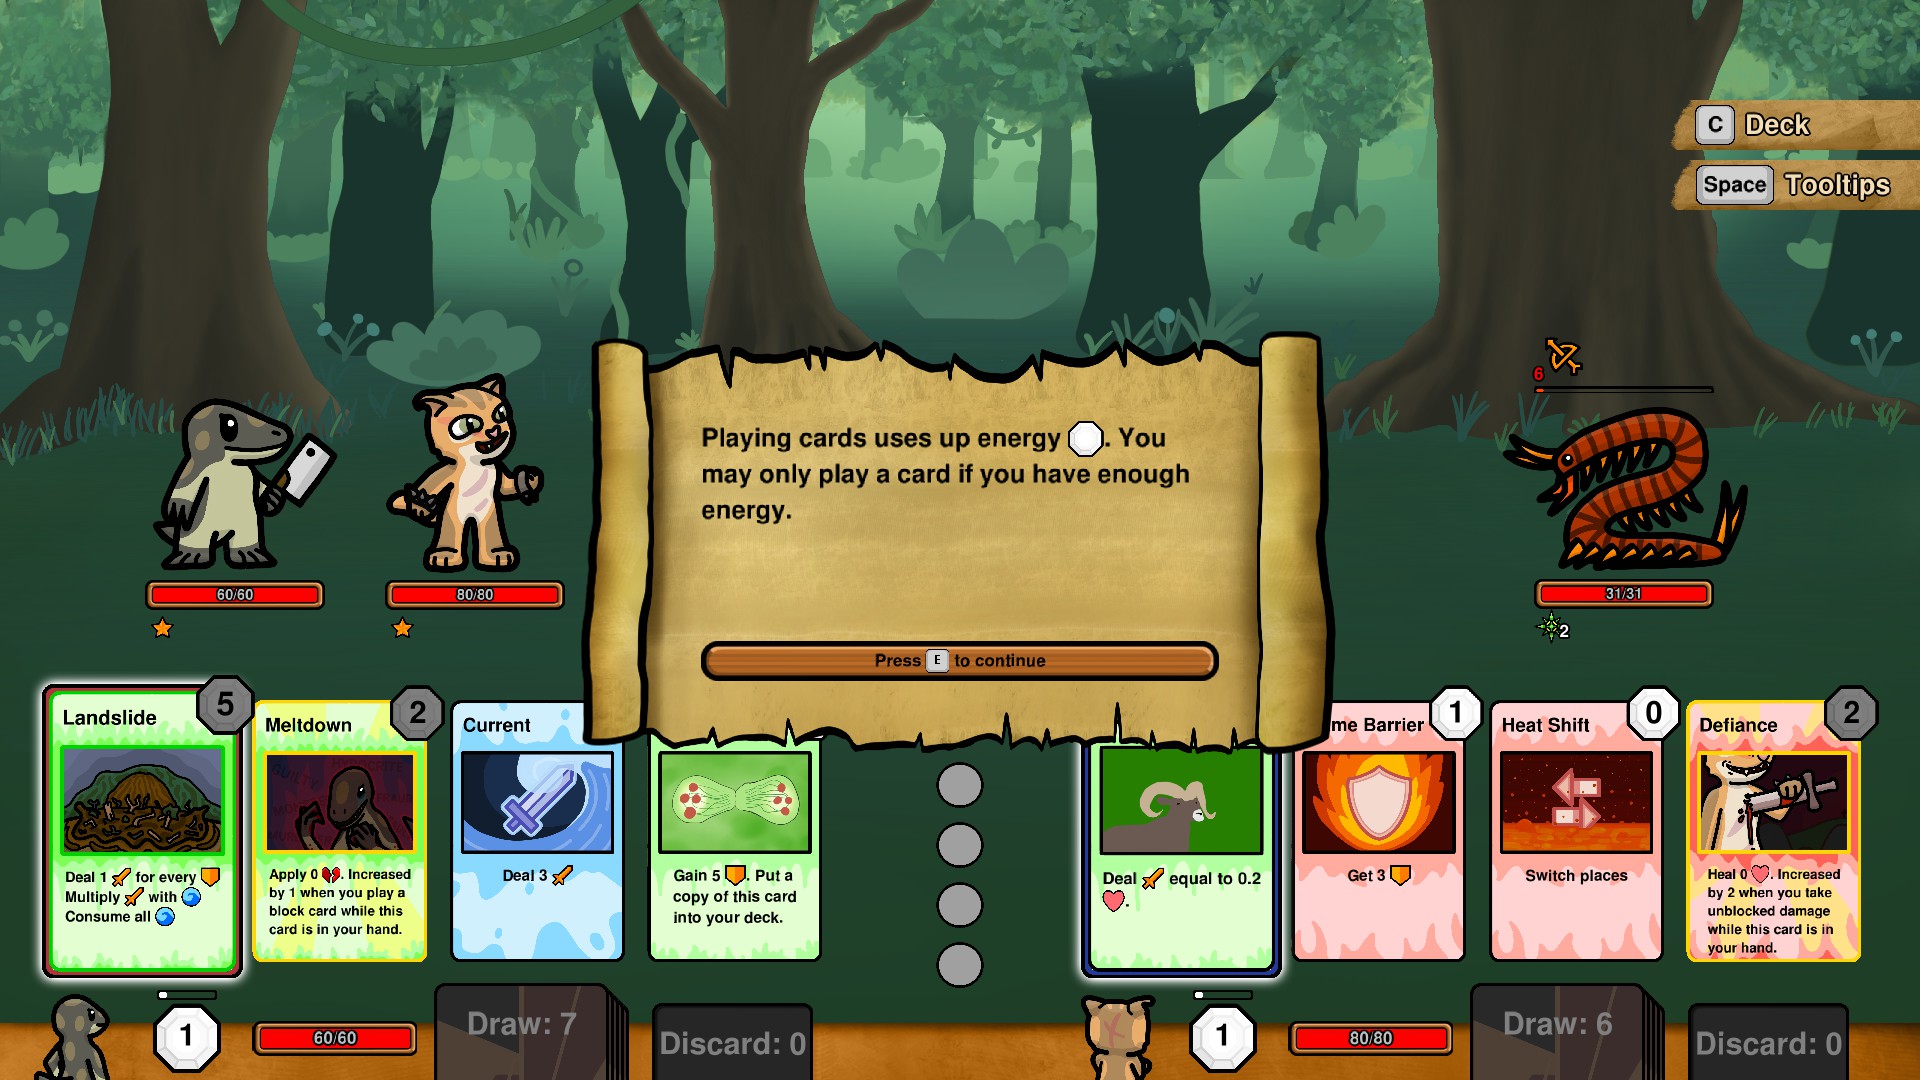 C Deck
Space Tooltips
6
Playing cards uses up energy . You
may only play a card if you have enough
energy.
Press E to continue
60/60
80/80
31/31
2
Landslide
5
Deal 1 for every
Multiply with
Consume all
Meltdown
2
Apply 0 . Increased
by 1 when you play a
block card while this
card is in your hand.
Current
Deal 3
Gain 5 . Put a
copy of this card
into your deck.
Deal equal to 0.2
.
me Barrier
1
Get 3
Heat Shift
0
Switch places
Defiance
2
Heal 0 . Increased
by 2 when you take
unblocked damage
while this card is in
your hand.
1
60/60
Draw: 7
Discard: 0
1
80/80
Draw: 6
Discard: 0